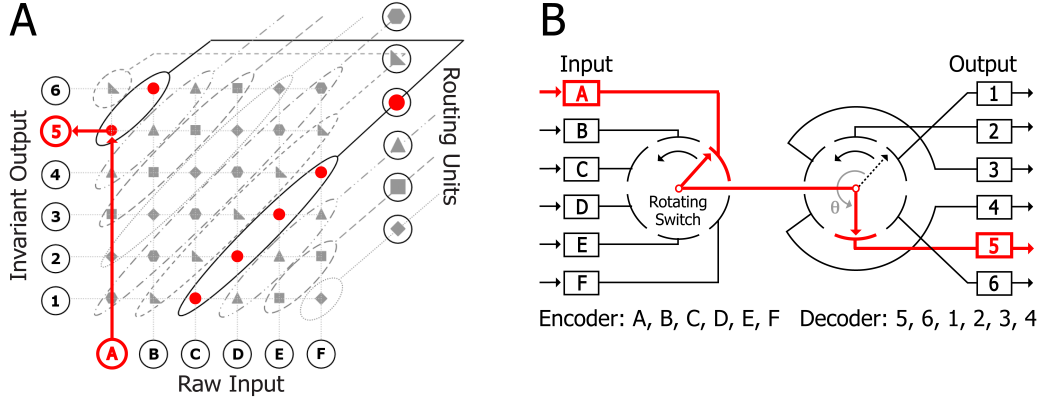 A
6
5
4
3
2
1
Invariant Output
A
B
C
D
E
F
Raw Input
Routing Units
B
Input
A
B
C
D
E
F
Rotating
Switch
θ
Output
1
2
3
4
5
6
Encoder: A, B, C, D, E, F
Decoder: 5, 6, 1, 2, 3, 4